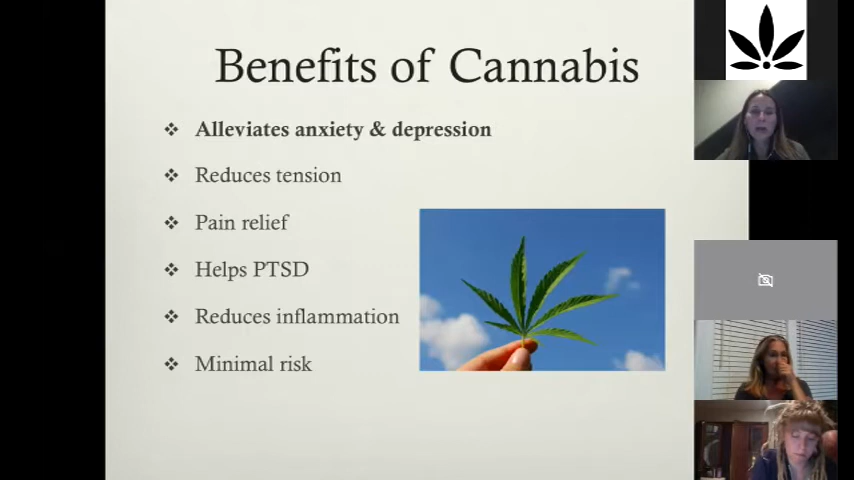 Benefits of Cannabis
Alleviates anxiety & depression
Reduces tension
Pain relief
Helps PTSD
Reduces inflammation
Minimal risk